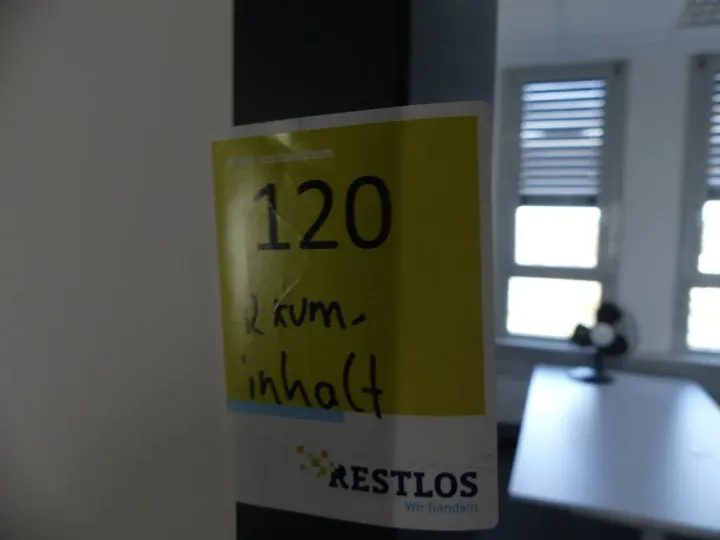 120
Raum-
inhalt
RESTLOS
Wir handeln